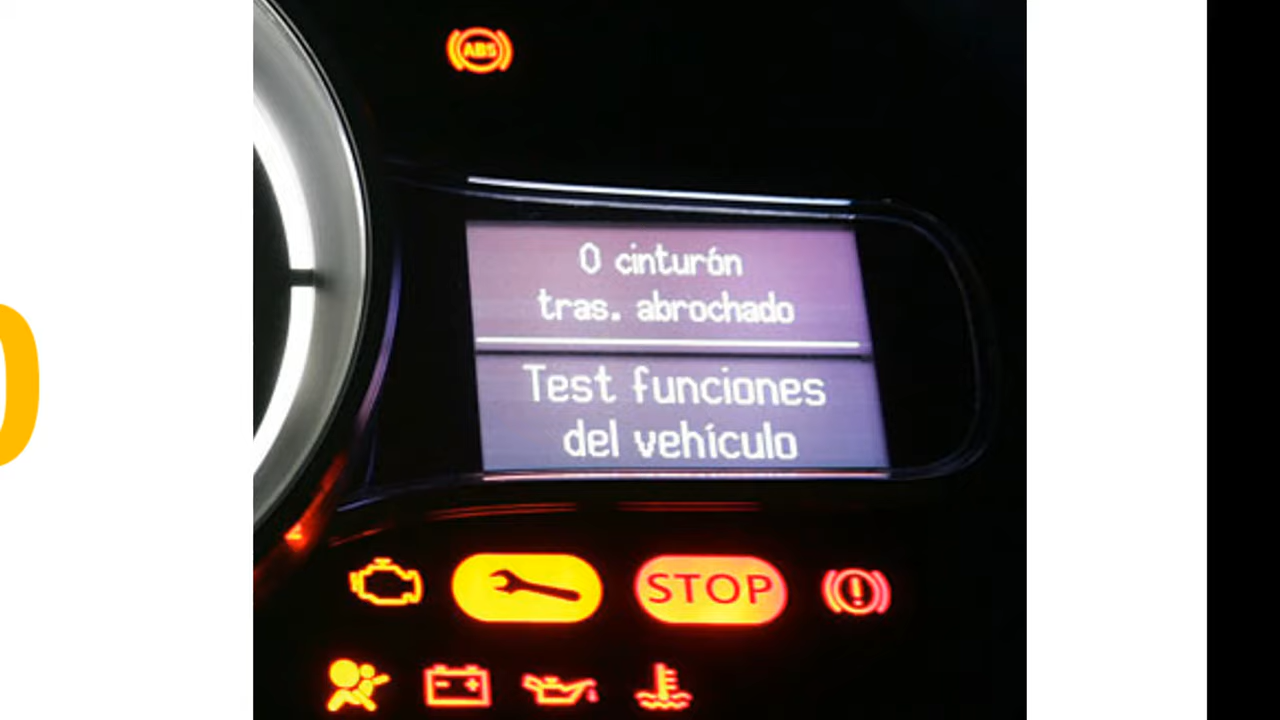 ABS
0 cinturón
tras. abrochado
Test funciones
del vehículo
STOP